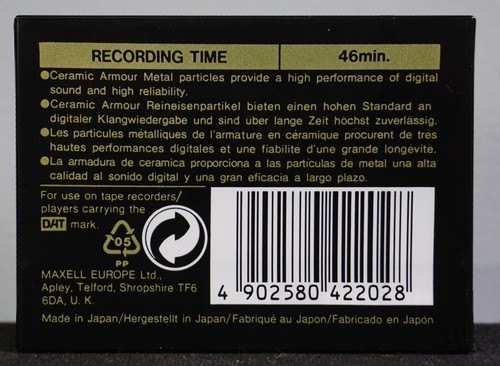 RECORDING TIME 46min.
●Ceramic Armour Metal particles provide a high performance of digital
sound and high reliability.
●Ceramic Armour Reineisenpartikel bieten einen hohen Standard an
digitaler Klangwiedergabe und sind über lange Zeit höchst zuverlässig.
●Les particules métalliques de l'armature en céramique procurent de très
hautes performances digitales et une fiabilité d'une grande longévité.
●La armadura de ceramica proporciona a las partículas de metal una alta
calidad al sonido digital y una gran eficacia a largo plazo.
For use on tape recorders/
players carrying the
DAT mark.
05
PP
MAXELL EUROPE Ltd.,
Apley, Telford, Shropshire TF6
6DA, U. K.
4 902580 422028
Made in Japan/Hergestellt in Japan/Fabriqué au Japon/Fabricado en Japón